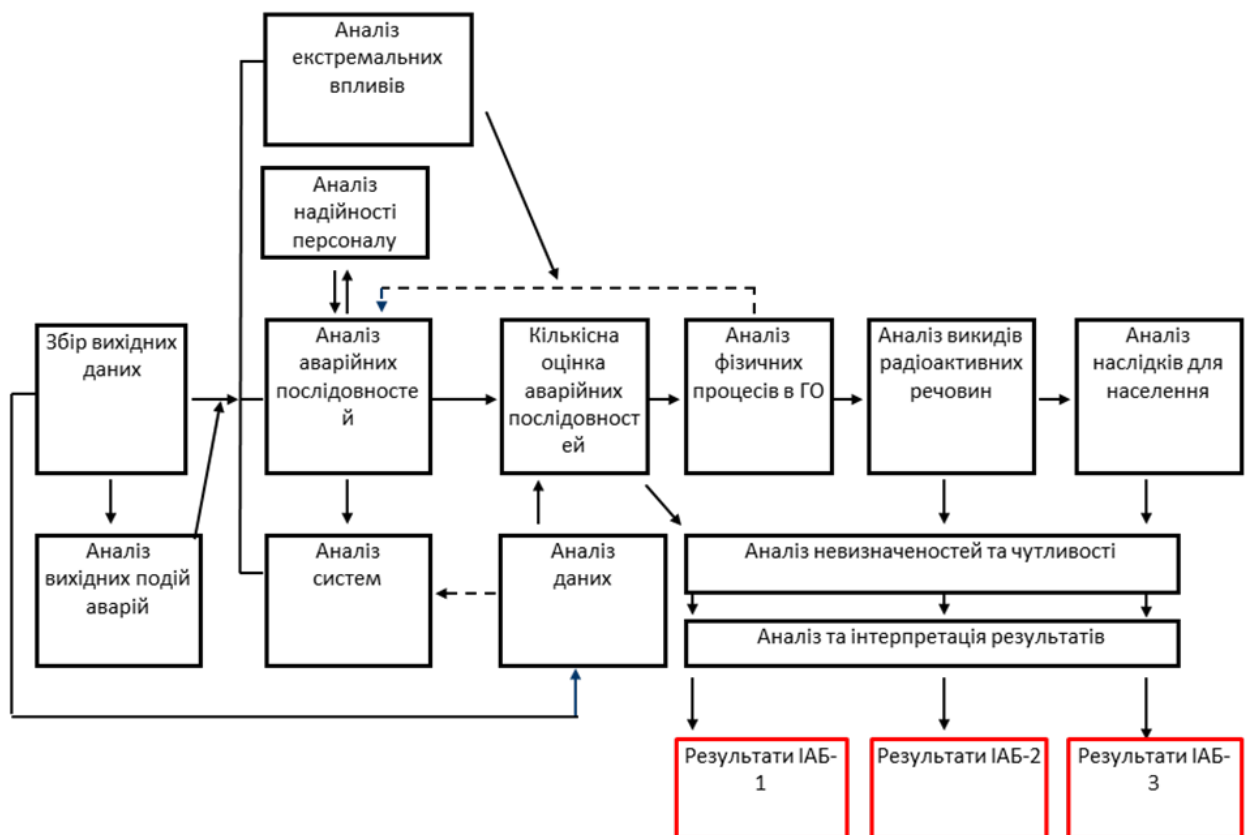 Аналіз
екстремальних
впливів
Аналіз
надійності
персоналу
Збір вихідних
даних
Аналіз
аварійних
послідовносте
й
Кількісна
оцінка
аварійних
послідовност
ей
Аналіз
фізичних
процесів в ГО
Аналіз викидів
радіоактивних
речовин
Аналіз
наслідків для
населення
Аналіз
вихідних подій
аварій
Аналіз
систем
Аналіз
даних
Аналіз невизначеностей та чутливості
Аналіз та інтерпретація результатів
Результати ІАБ-
1
Результати ІАБ-2
Результати ІАБ-
3